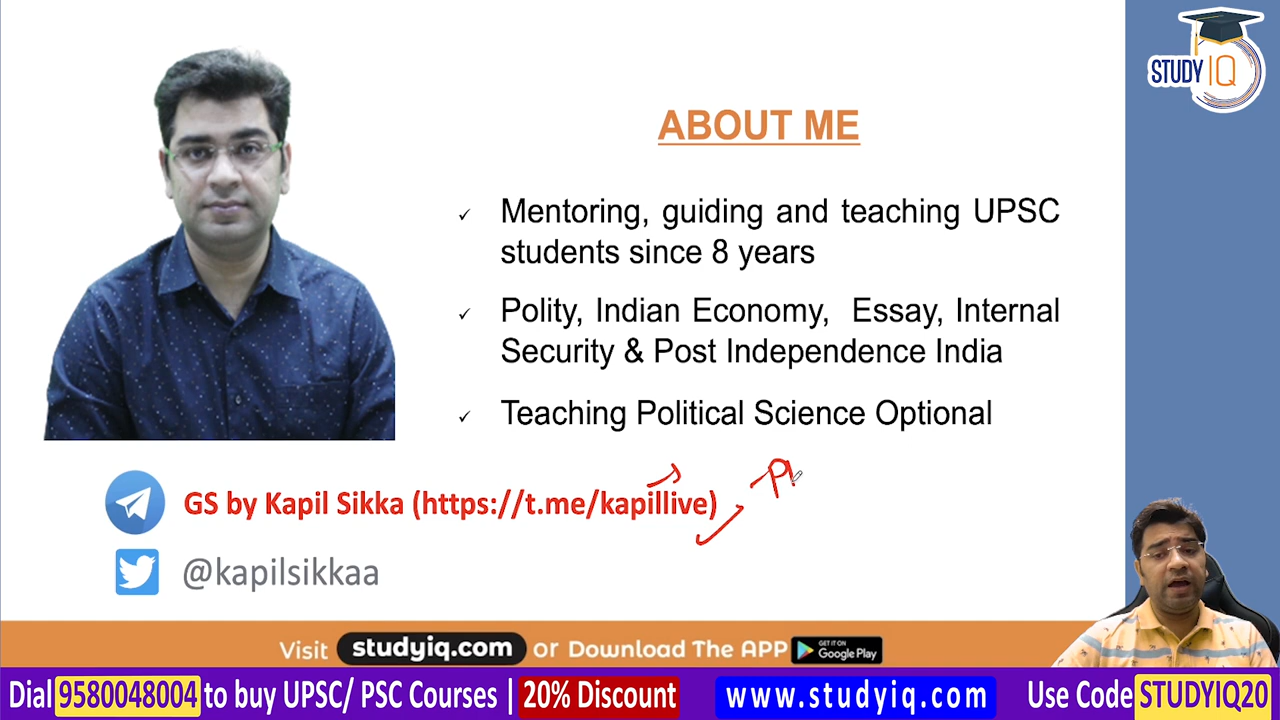 STUDY IQ
ABOUT ME
✓ Mentoring, guiding and teaching UPSC
students since 8 years
✓ Polity, Indian Economy, Essay, Internal
Security & Post Independence India
✓ Teaching Political Science Optional
GS by Kapil Sikka (https://t.me/kapillive)
@kapilsikkaa
Visit studyiq.com or Download The APP GET IT ON Google Play
Dial 9580048004 to buy UPSC/ PSC Courses | 20% Discount www.studyiq.com Use Code STUDYIQ20